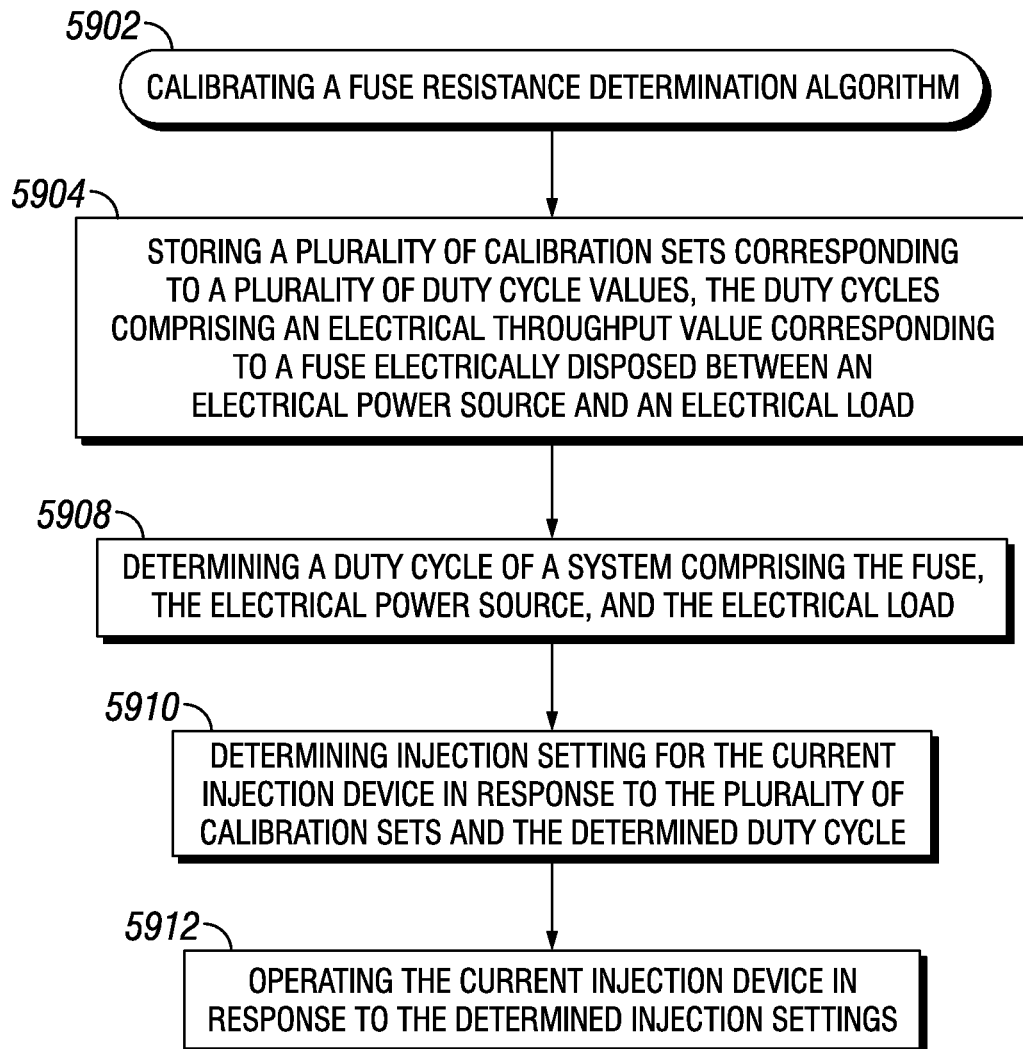 5902
CALIBRATING A FUSE RESISTANCE DETERMINATION ALGORITHM
5904
STORING A PLURALITY OF CALIBRATION SETS CORRESPONDING
TO A PLURALITY OF DUTY CYCLE VALUES, THE DUTY CYCLES
COMPRISING AN ELECTRICAL THROUGHPUT VALUE CORRESPONDING
TO A FUSE ELECTRICALLY DISPOSED BETWEEN AN
ELECTRICAL POWER SOURCE AND AN ELECTRICAL LOAD
5908
DETERMINING A DUTY CYCLE OF A SYSTEM COMPRISING THE FUSE,
THE ELECTRICAL POWER SOURCE, AND THE ELECTRICAL LOAD
5910
DETERMINING INJECTION SETTING FOR THE CURRENT
INJECTION DEVICE IN RESPONSE TO THE PLURALITY OF
CALIBRATION SETS AND THE DETERMINED DUTY CYCLE
5912
OPERATING THE CURRENT INJECTION DEVICE IN
RESPONSE TO THE DETERMINED INJECTION SETTINGS